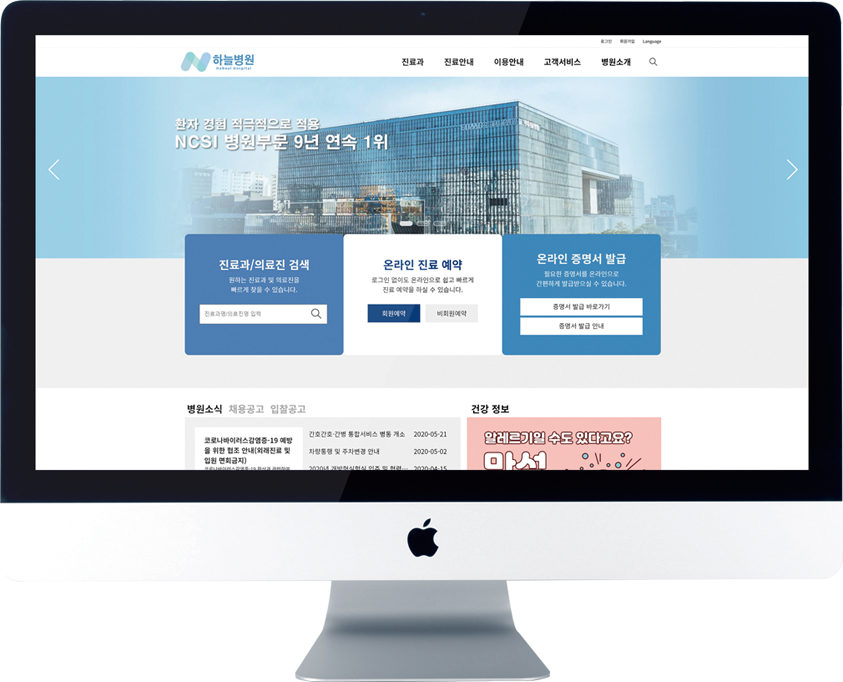 로그인 회원가입 Language
하늘병원
HaNeul Hospital
진료과 진료안내 이용안내 고객서비스 병원소개
환자 경험 적극적으로 적용
NCSI 병원부문 9년 연속 1위
진료과/의료진 검색
원하는 진료과 및 의료진을
빠르게 찾을 수 있습니다.
진료과명/의료진명 입력
온라인 진료 예약
로그인 없이도 온라인으로 쉽고 빠르게
진료 예약을 하실 수 있습니다.
회원예약 비회원예약
온라인 증명서 발급
필요한 증명서를 온라인으로
간편하게 발급받으실 수 있습니다.
증명서 발급 바로가기
증명서 발급 안내
병원소식 채용공고 입찰공고
코로나바이러스감염증-19 예방
을 위한 협조 안내(외래진료 및
입원 면회금지)
간호간호·간병 통합서비스 병동 개소 2020-05-21
차량통행 및 주차변경 안내 2020-05-02
2020-04-15
건강 정보
알레르기일 수도 있다고요?